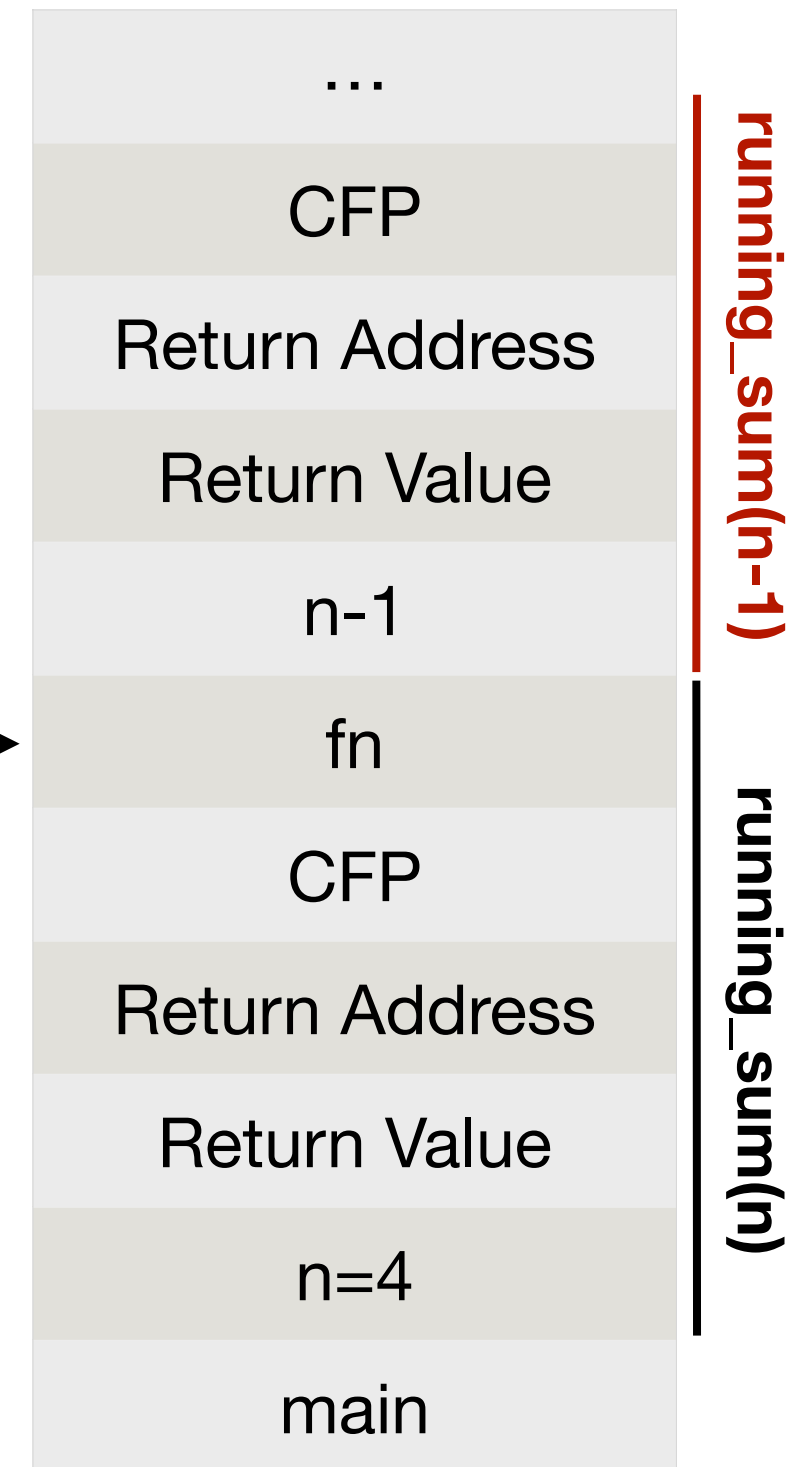 ...
CFP
Return Address
Return Value
n-1
fn
CFP
Return Address
Return Value
n=4
main
running_sum(n-1)
running_sum(n)